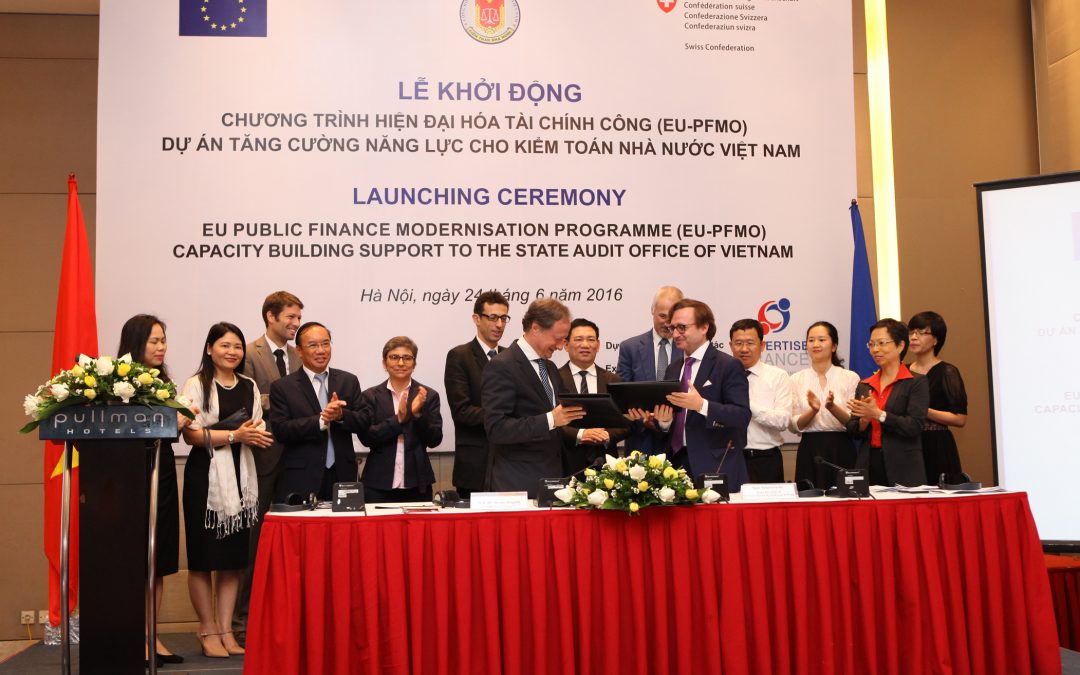 Confédération suisse
Confederazione Svizzera
Confederaziun svizra
Swiss Confederation
LỄ KHỞI ĐỘNG
CHƯƠNG TRÌNH HIỆN ĐẠI HÓA TÀI CHÍNH CÔNG (EU-PFMO)
DỰ ÁN TĂNG CƯỜNG NĂNG LỰC CHO KIỂM TOÁN NHÀ NƯỚC VIỆT NAM
LAUNCHING CEREMONY
EU PUBLIC FINANCE MODERNISATION PROGRAMME (EU-PFMO)
CAPACITY BUILDING SUPPORT TO THE STATE AUDIT OFFICE OF VIETNAM
Hà Nội, ngày 24 tháng 6 năm 2016
pullman
HOTELS